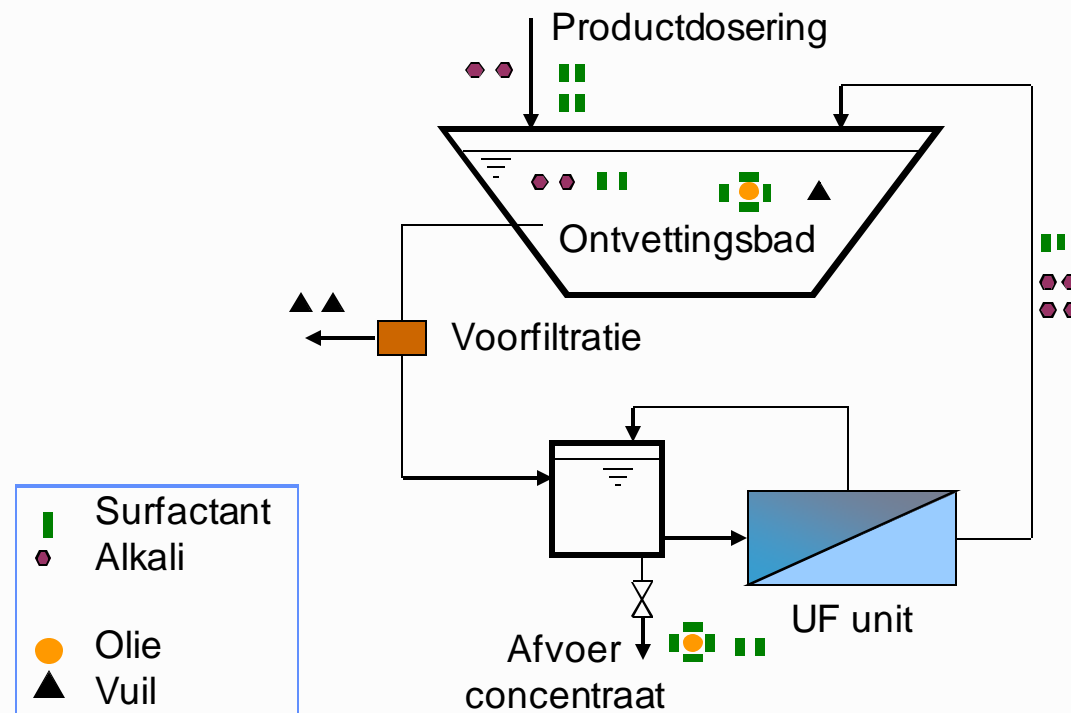 Productdosering
Ontvettingsbad
Voorfiltratie
Surfactant
Alkali
Olie
Vuil
UF unit
Afvoer
concentraat